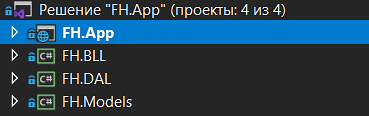 Решение "FH.App" (проекты: 4 из 4)
FH.App
C# FH.BLL
C# FH.DAL
C# FH.Models